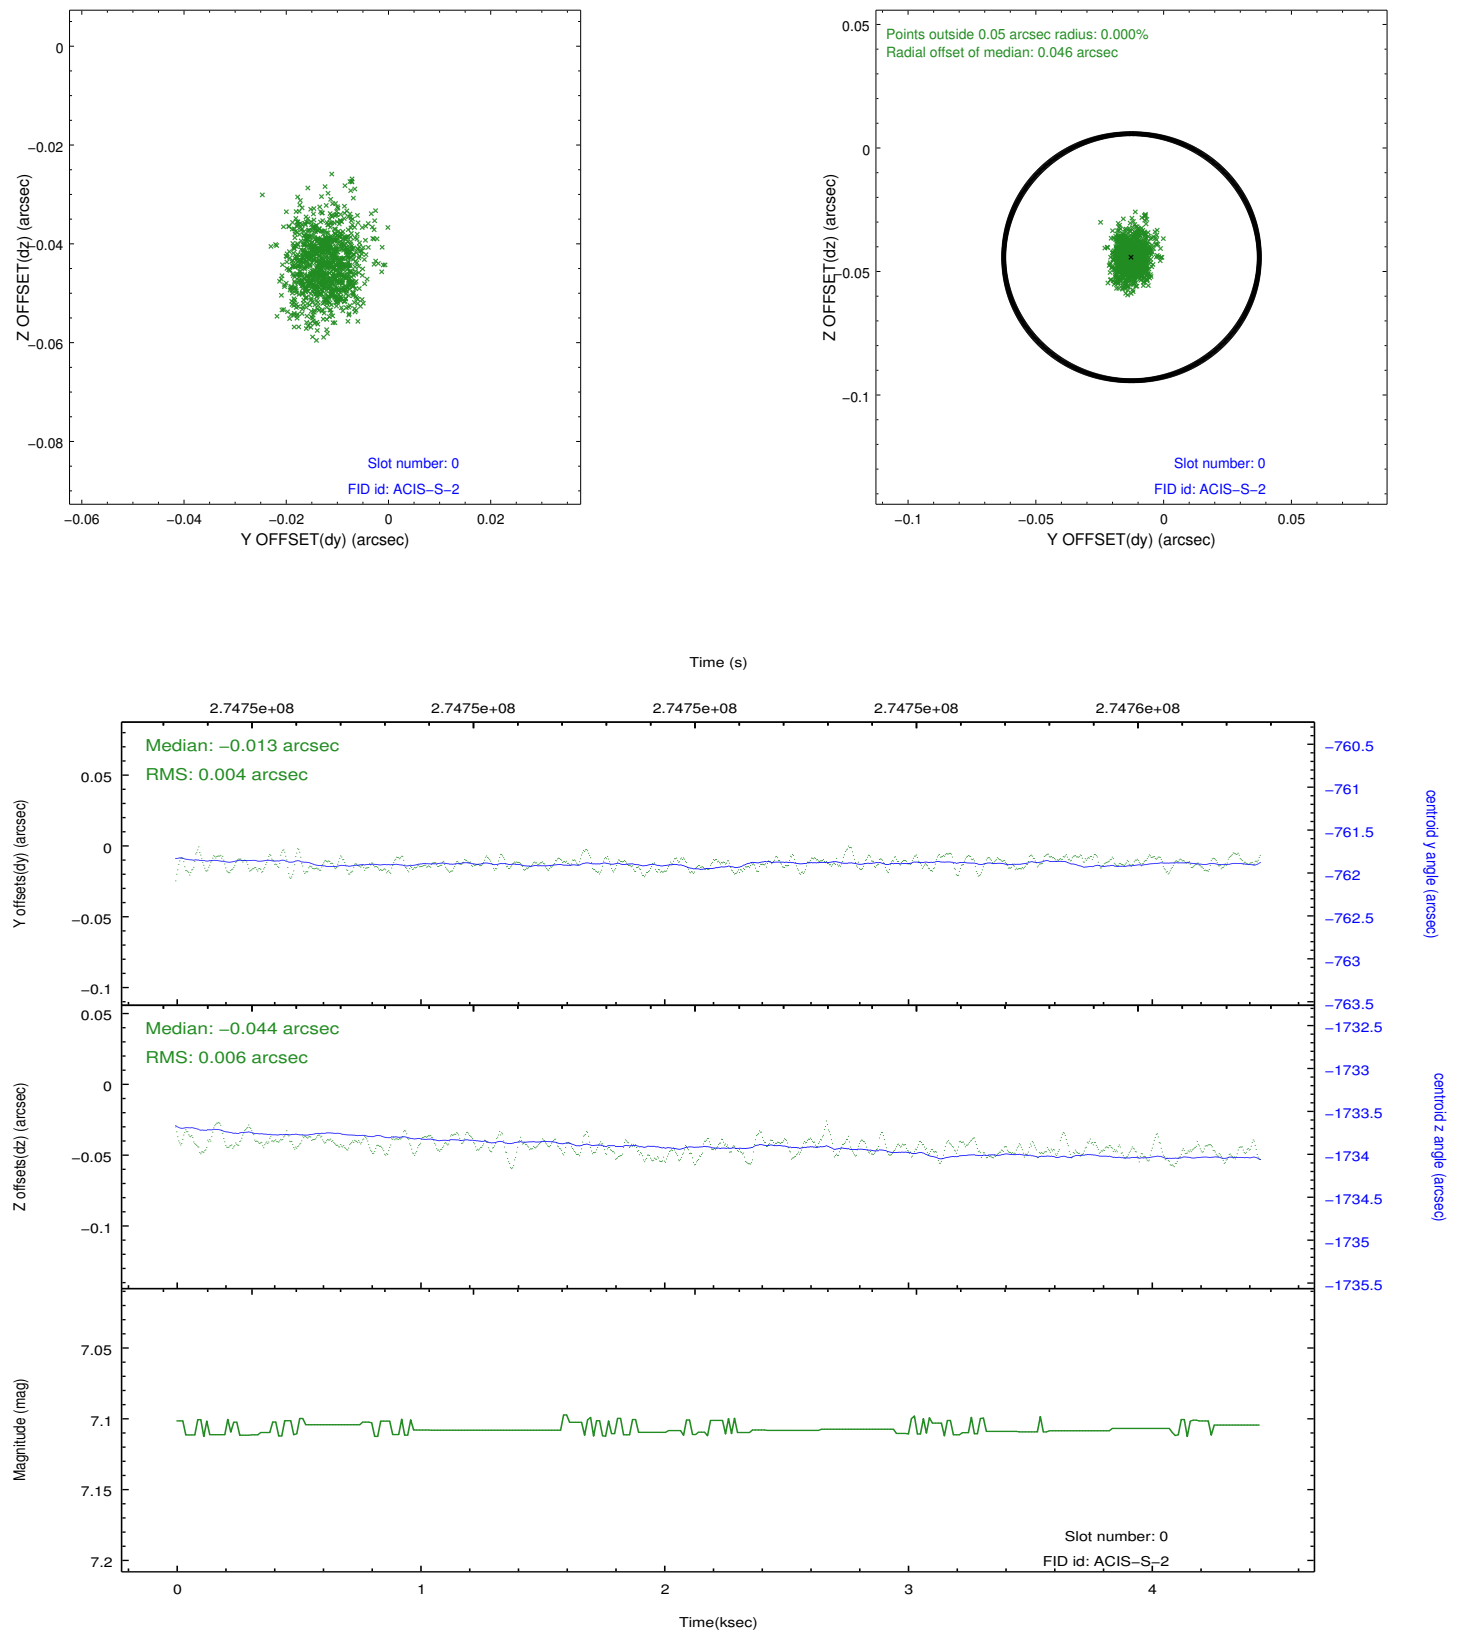 0
−0.02
−0.04
−0.06
−0.08
Z OFFSET(dz) (arcsec)
Slot number: 0
FID id: ACIS−S−2
−0.06
−0.04
−0.02
0
0.02
Y OFFSET(dy) (arcsec)
Points outside 0.05 arcsec radius: 0.000%
Radial offset of median: 0.046 arcsec
0.05
0
−0.05
−0.1
Z OFFSET(dz) (arcsec)
Slot number: 0
FID id: ACIS−S−2
−0.1
−0.05
0
0.05
Y OFFSET(dy) (arcsec)
Time (s)
2.7475e+08
2.7475e+08
2.7475e+08
2.7475e+08
2.7476e+08
Median: −0.013 arcsec
RMS: 0.004 arcsec
0.05
0
−0.05
−0.1
Y offsets(dy) (arcsec)
−760.5
−761
−761.5
−762
−762.5
−763
−763.5
centroid y angle (arcsec)
Median: −0.044 arcsec
RMS: 0.006 arcsec
0.05
0
−0.05
−0.1
Z offsets(dz) (arcsec)
−1732.5
−1733
−1733.5
−1734
−1734.5
−1735
−1735.5
centroid z angle (arcsec)
7.05
7.1
7.15
7.2
Magnitude (mag)
Slot number: 0
FID id: ACIS−S−2
0
1
2
3
4
Time(ksec)